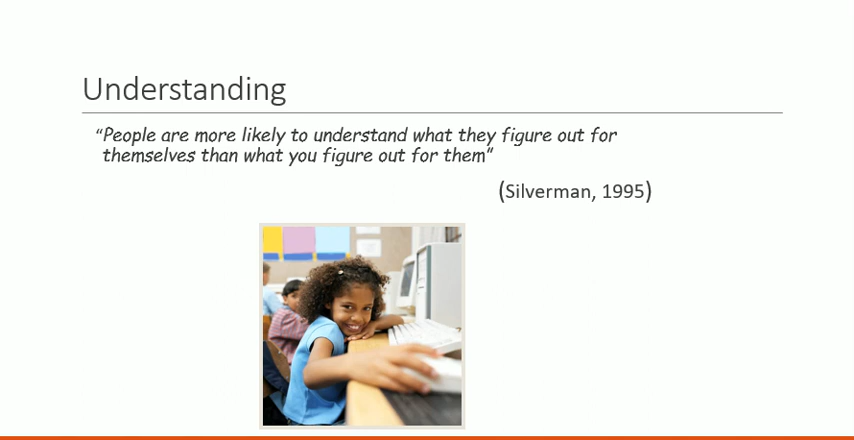 Understanding
“People are more likely to understand what they figure out for
themselves than what you figure out for them”
(Silverman, 1995)